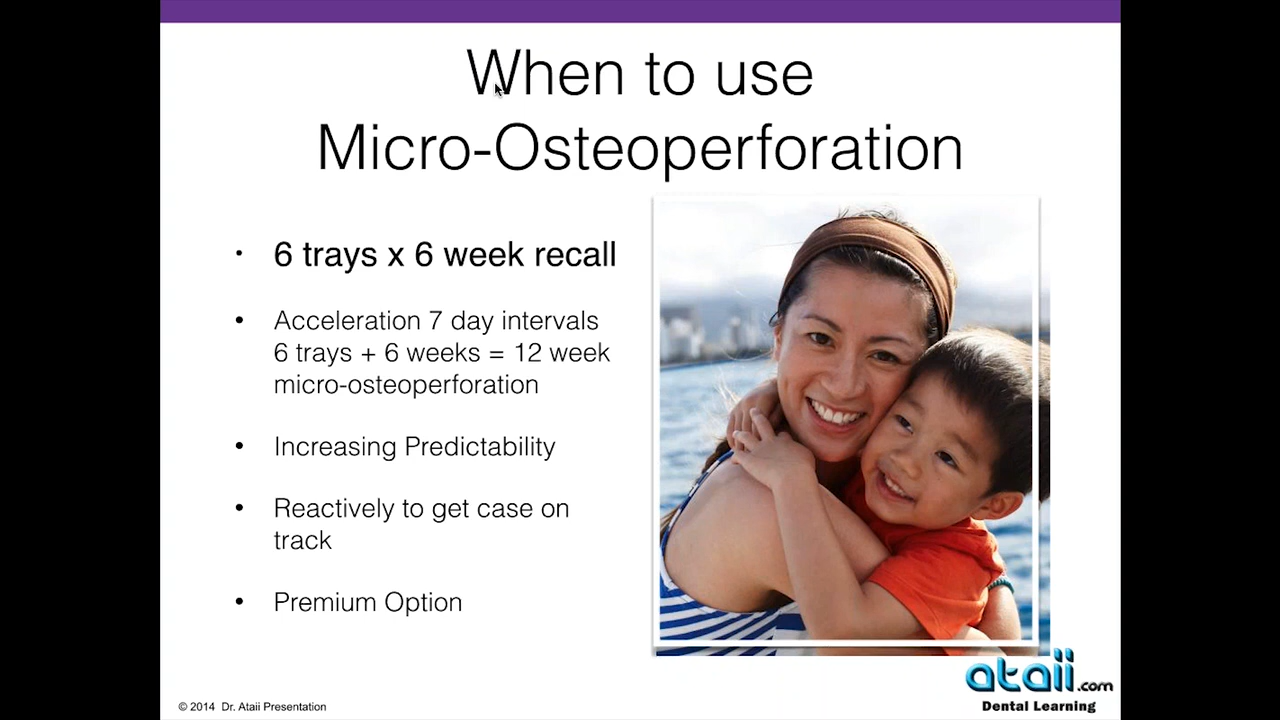 When to use
Micro-Osteoperforation
• 6 trays x 6 week recall
• Acceleration 7 day intervals
6 trays + 6 weeks = 12 week
micro-osteoperforation
• Increasing Predictability
• Reactively to get case on
track
• Premium Option
ataii.com
Dental Learning
© 2014 Dr. Ataii Presentation